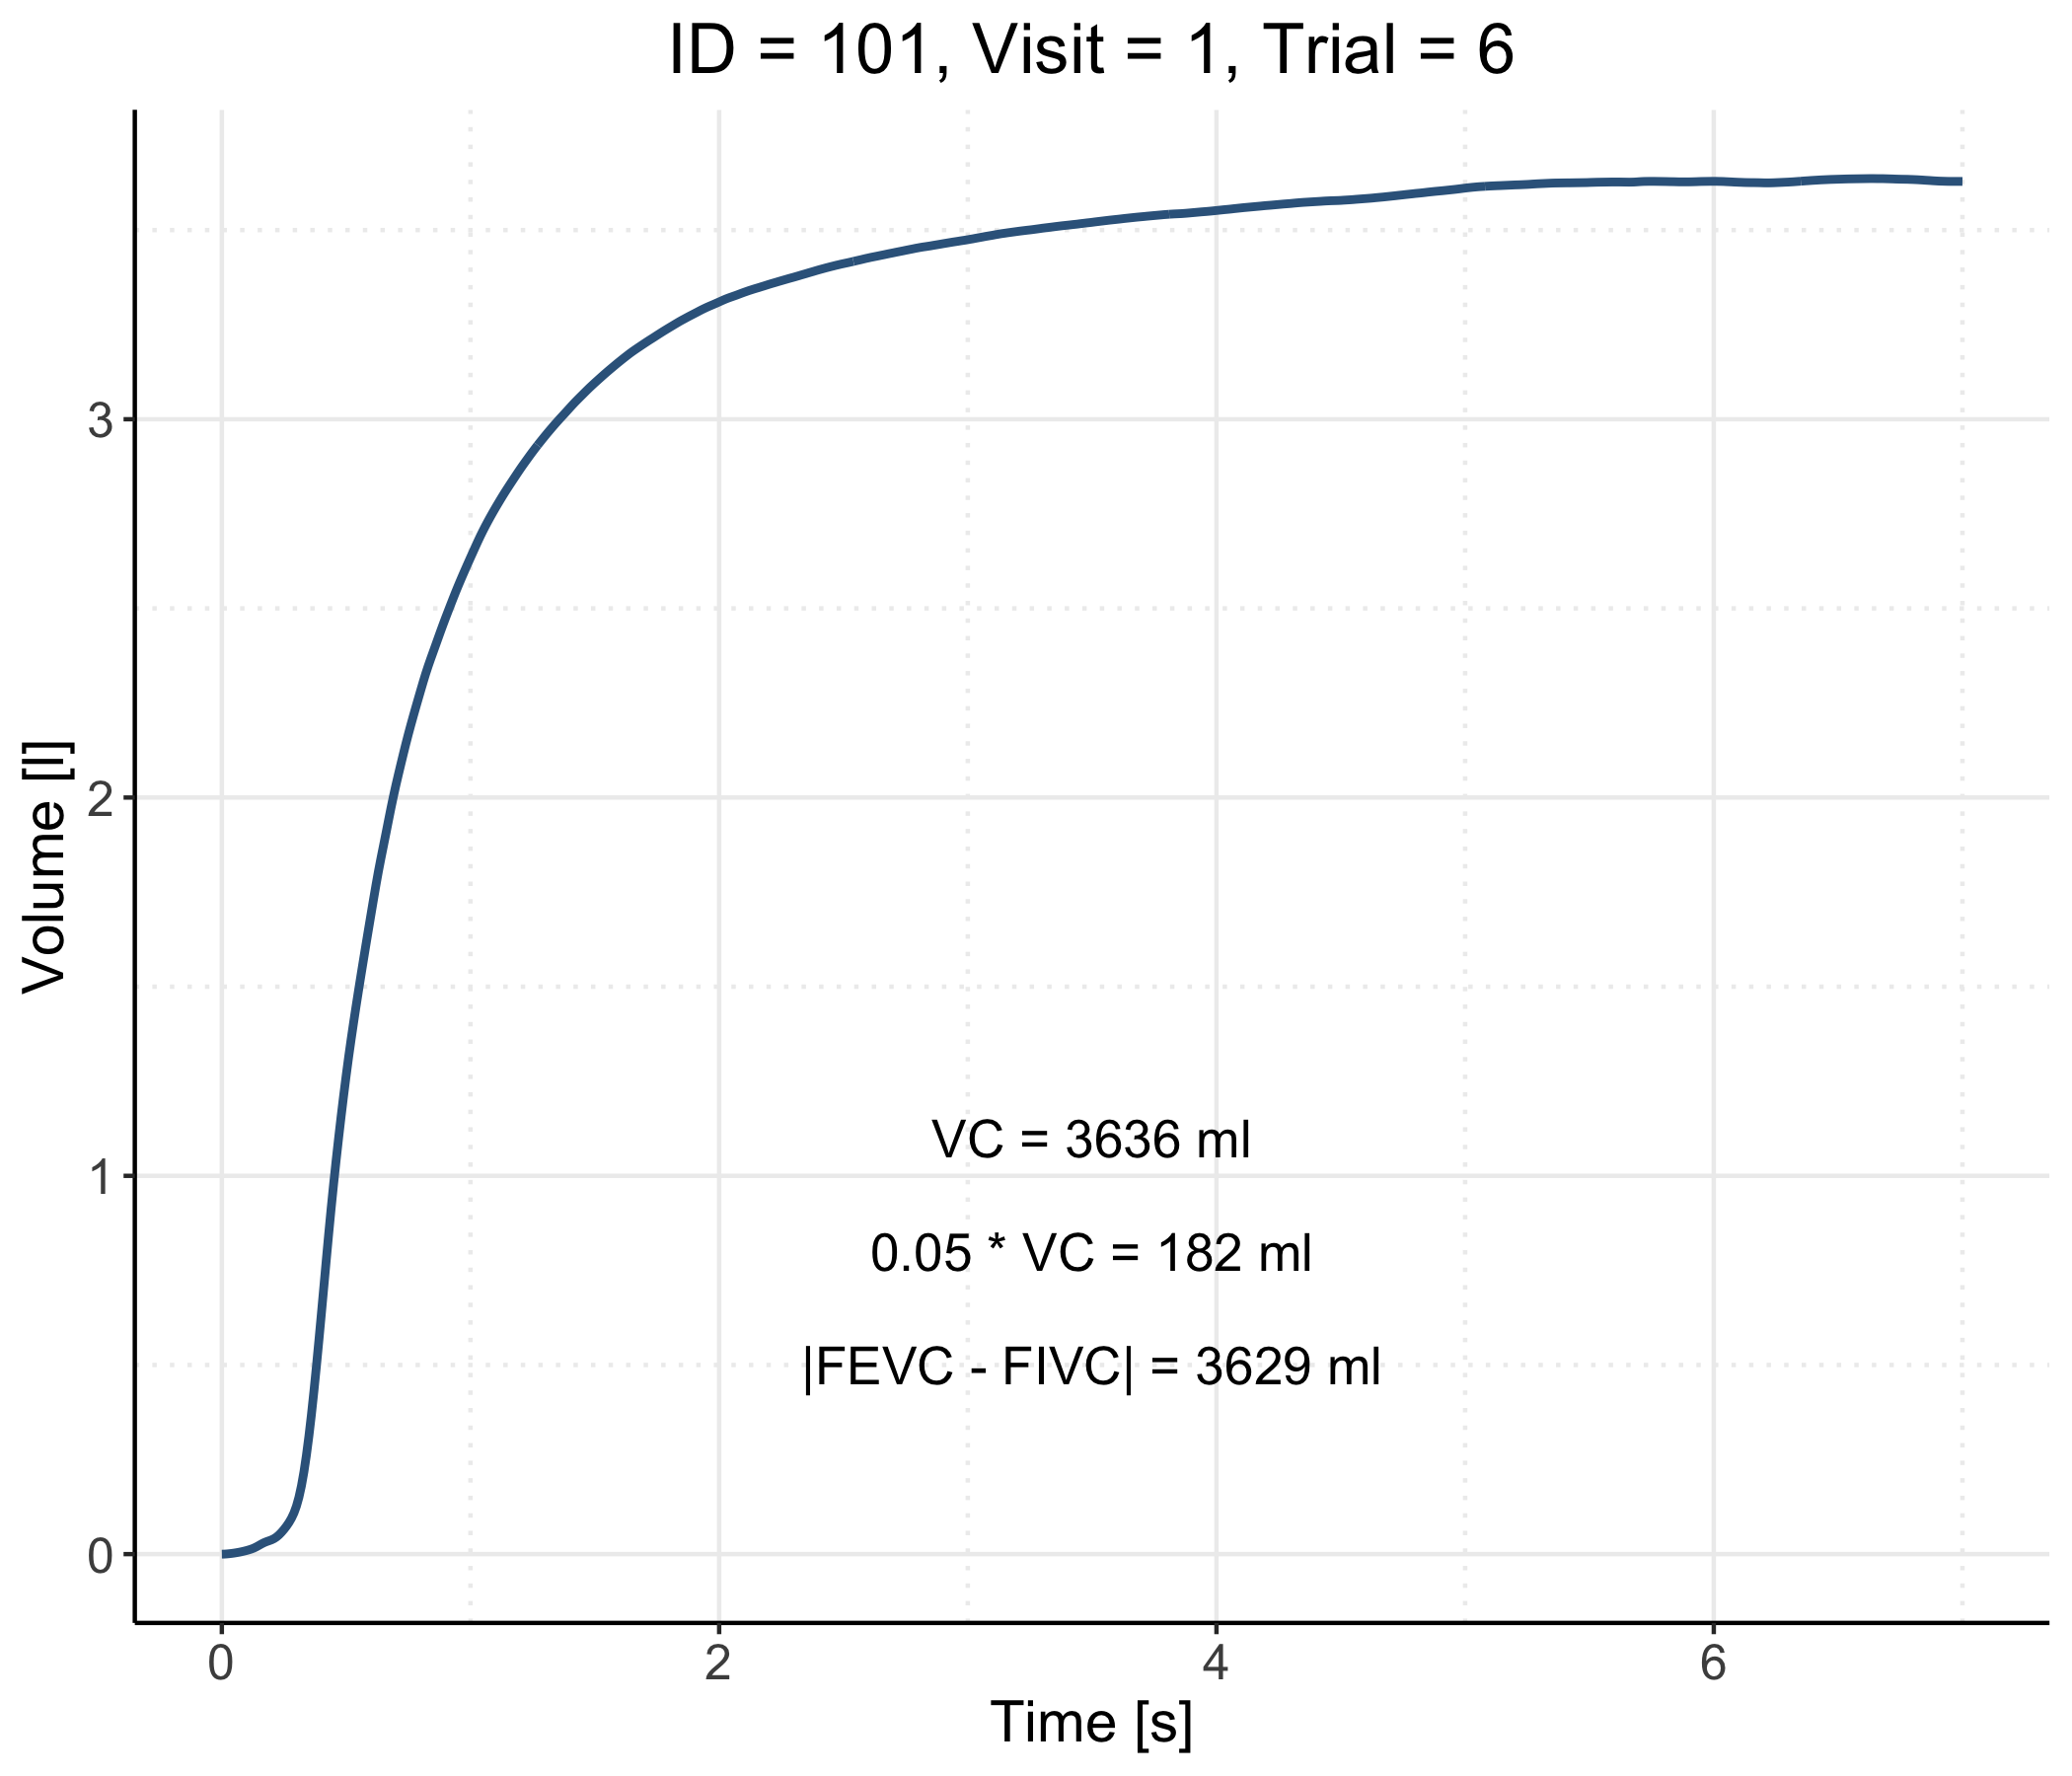 ID = 101, Visit = 1, Trial = 6
Volume [l]
3
2
1
0
VC = 3636 ml
0.05 * VC = 182 ml
|FEVC - FIVC| = 3629 ml
0 2 4 6
Time [s]